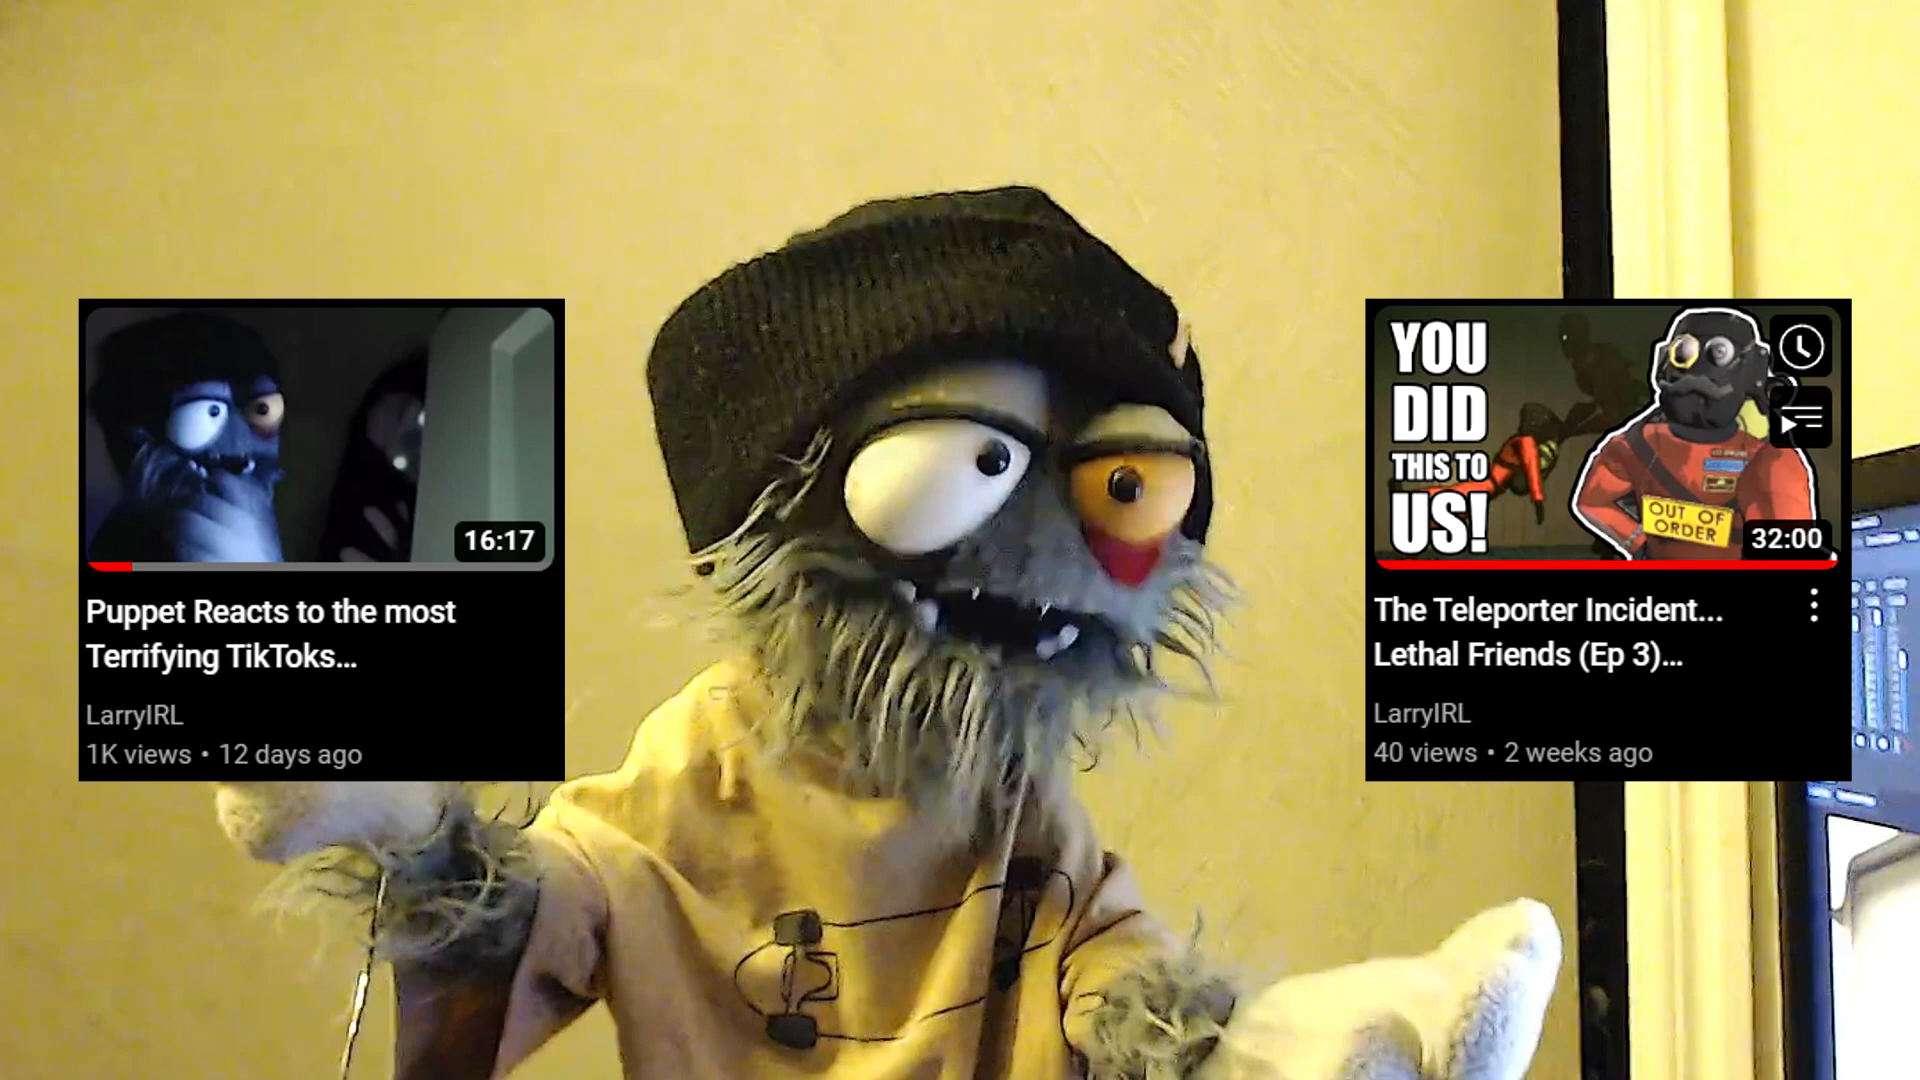 16:17
Puppet Reacts to the most
Terrifying TikToks...
LarryIRL
1K views • 12 days ago
YOU
DID
THIS TO
US!
OUT OF
ORDER
32:00
The Teleporter Incident...
Lethal Friends (Ep 3)...
LarryIRL
40 views • 2 weeks ago